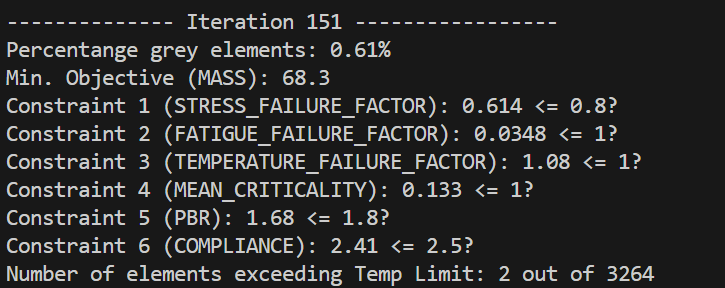 -------------- Iteration 151 -----------------
Percentange grey elements: 0.61%
Min. Objective (MASS): 68.3
Constraint 1 (STRESS_FAILURE_FACTOR): 0.614 <= 0.8?
Constraint 2 (FATIGUE_FAILURE_FACTOR): 0.0348 <= 1?
Constraint 3 (TEMPERATURE_FAILURE_FACTOR): 1.08 <= 1?
Constraint 4 (MEAN_CRITICALITY): 0.133 <= 1?
Constraint 5 (PBR): 1.68 <= 1.8?
Constraint 6 (COMPLIANCE): 2.41 <= 2.5?
Number of elements exceeding Temp Limit: 2 out of 3264